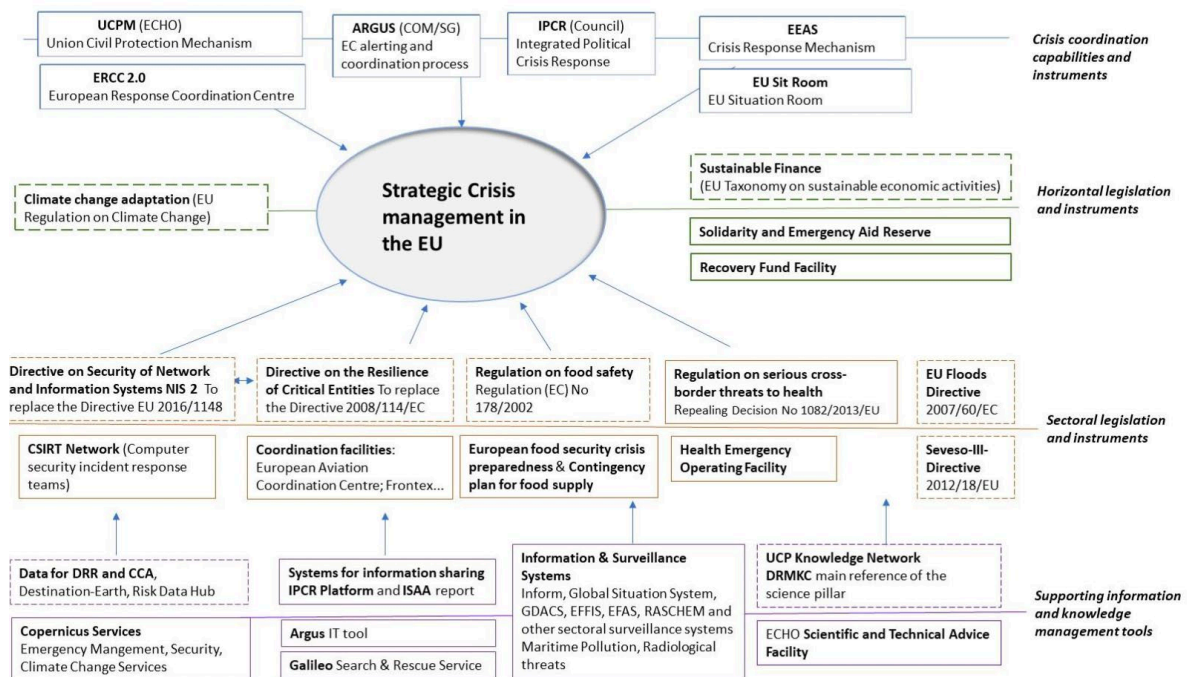 UCPM (ECHO)
Union Civil Protection Mechanism
ERCC 2.0
European Response Coordination Centre
ARGUS (COM/SG)
EC alerting and
coordination process
IPCR (Council)
Integrated Political
Crisis Response
EEAS
Crisis Response Mechanism
EU Sit Room
EU Situation Room
Crisis coordination
capabilities and
instruments
Climate change adaptation (EU
Regulation on Climate Change)
Strategic Crisis
management in
the EU
Sustainable Finance
(EU Taxonomy on sustainable economic activities)
Solidarity and Emergency Aid Reserve
Recovery Fund Facility
Horizontal legislation
and instruments
Directive on Security of Network
and Information Systems NIS 2 To
replace the Directive EU 2016/1148
Directive on the Resilience
of Critical Entities To replace
the Directive 2008/114/EC
Regulation on food safety
Regulation (EC) No
178/2002
Regulation on serious cross-
border threats to health
Repealing Decision No 1082/2013/EU
EU Floods
Directive
2007/60/EC
Sectoral legislation
and instruments
CSIRT Network (Computer
security incident response
teams)
Coordination facilities:
European Aviation
Coordination Centre; Frontex...
European food security crisis
preparedness & Contingency
plan for food supply
Health Emergency
Operating Facility
Seveso-III-
Directive
2012/18/EU
Data for DRR and CCA,
Destination-Earth, Risk Data Hub
Copernicus Services
Emergency Mangement, Security,
Climate Change Services
Systems for information sharing
IPCR Platform and ISAA report
Argus IT tool
Galileo Search & Rescue Service
Information & Surveillance
Systems
Inform, Global Situation System,
GDACS, EFFIS, EFAS, RASCHEM and
other sectoral surveillance systems
Maritime Pollution, Radiological
threats
UCP Knowledge Network
DRMKC main reference of the
science pillar
ECHO Scientific and Technical Advice
Facility
Supporting information
and knowledge
management tools